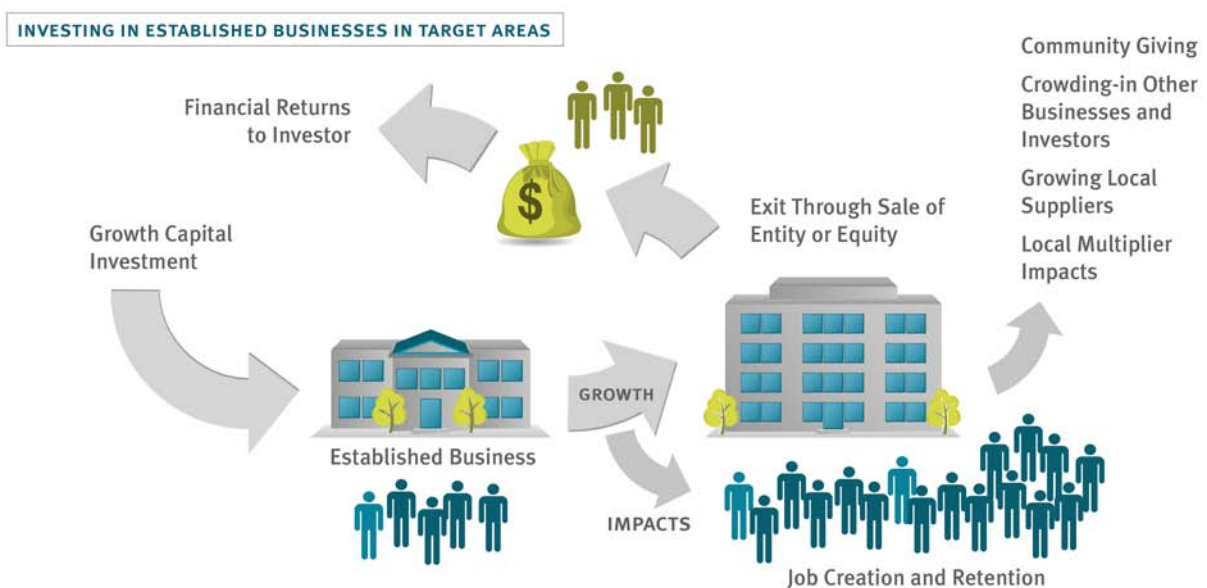 INVESTING IN ESTABLISHED BUSINESSES IN TARGET AREAS
Financial Returns
to Investor
$
Growth Capital
Investment
Established Business
GROWTH
IMPACTS
Exit Through Sale of
Entity or Equity
Job Creation and Retention
Community Giving
Crowding-in Other
Businesses and
Investors
Growing Local
Suppliers
Local Multiplier
Impacts